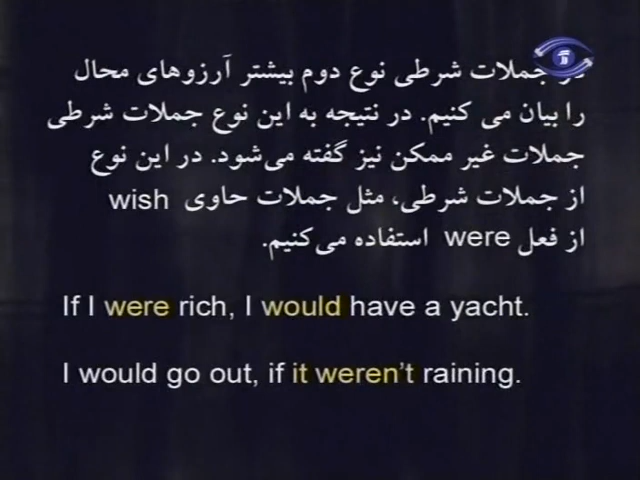 در جملات شرطی نوع دوم بیشتر آرزوهای محال
را بیان می کنیم. در نتیجه به این نوع جملات شرطی
جملات غیر ممکن نیز گفته می‌شود. در این نوع
از جملات شرطی، مثل جملات حاوی wish
از فعل were استفاده می‌کنیم.
If I were rich, I would have a yacht.
I would go out, if it weren't raining.